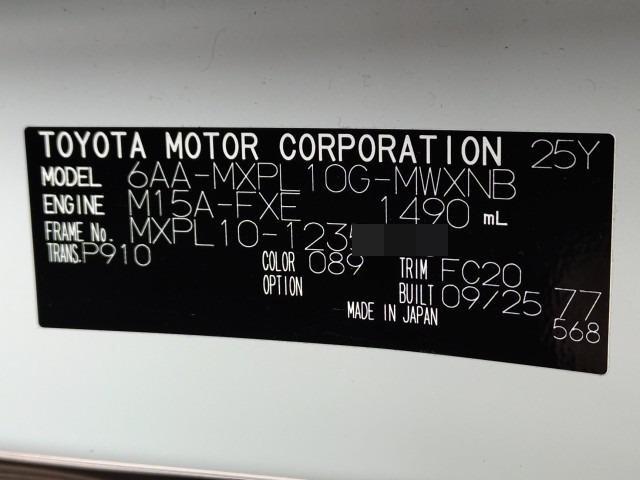 TOYOTA MOTOR CORPORATION 25Y
MODEL 6AA-MXPL10G-MWXNB
ENGINE M15A-FXE 1490 mL
FRAME No. MXPL10-1235
TRANS. P910
COLOR 089 TRIM FC20
OPTION BUILT 09/25 77
MADE IN JAPAN 568